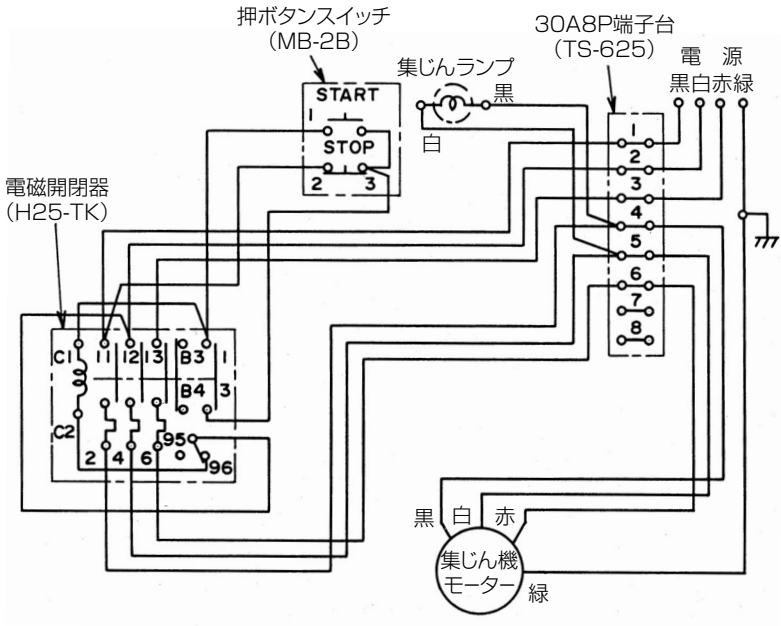 押ボタンスイッチ
(MB-2B)
30A8P端子台
(TS-625)
電 源
黒白赤緑
集じんランプ
黒
白
START
1
STOP
2 3
電磁開閉器
(H25-TK)
1
2
3
4
5
6
7
8
C1 11 12 13 B3 1
B4 3
C2
2 4 6 95 96
黒 白 赤
集じん機
モーター
緑